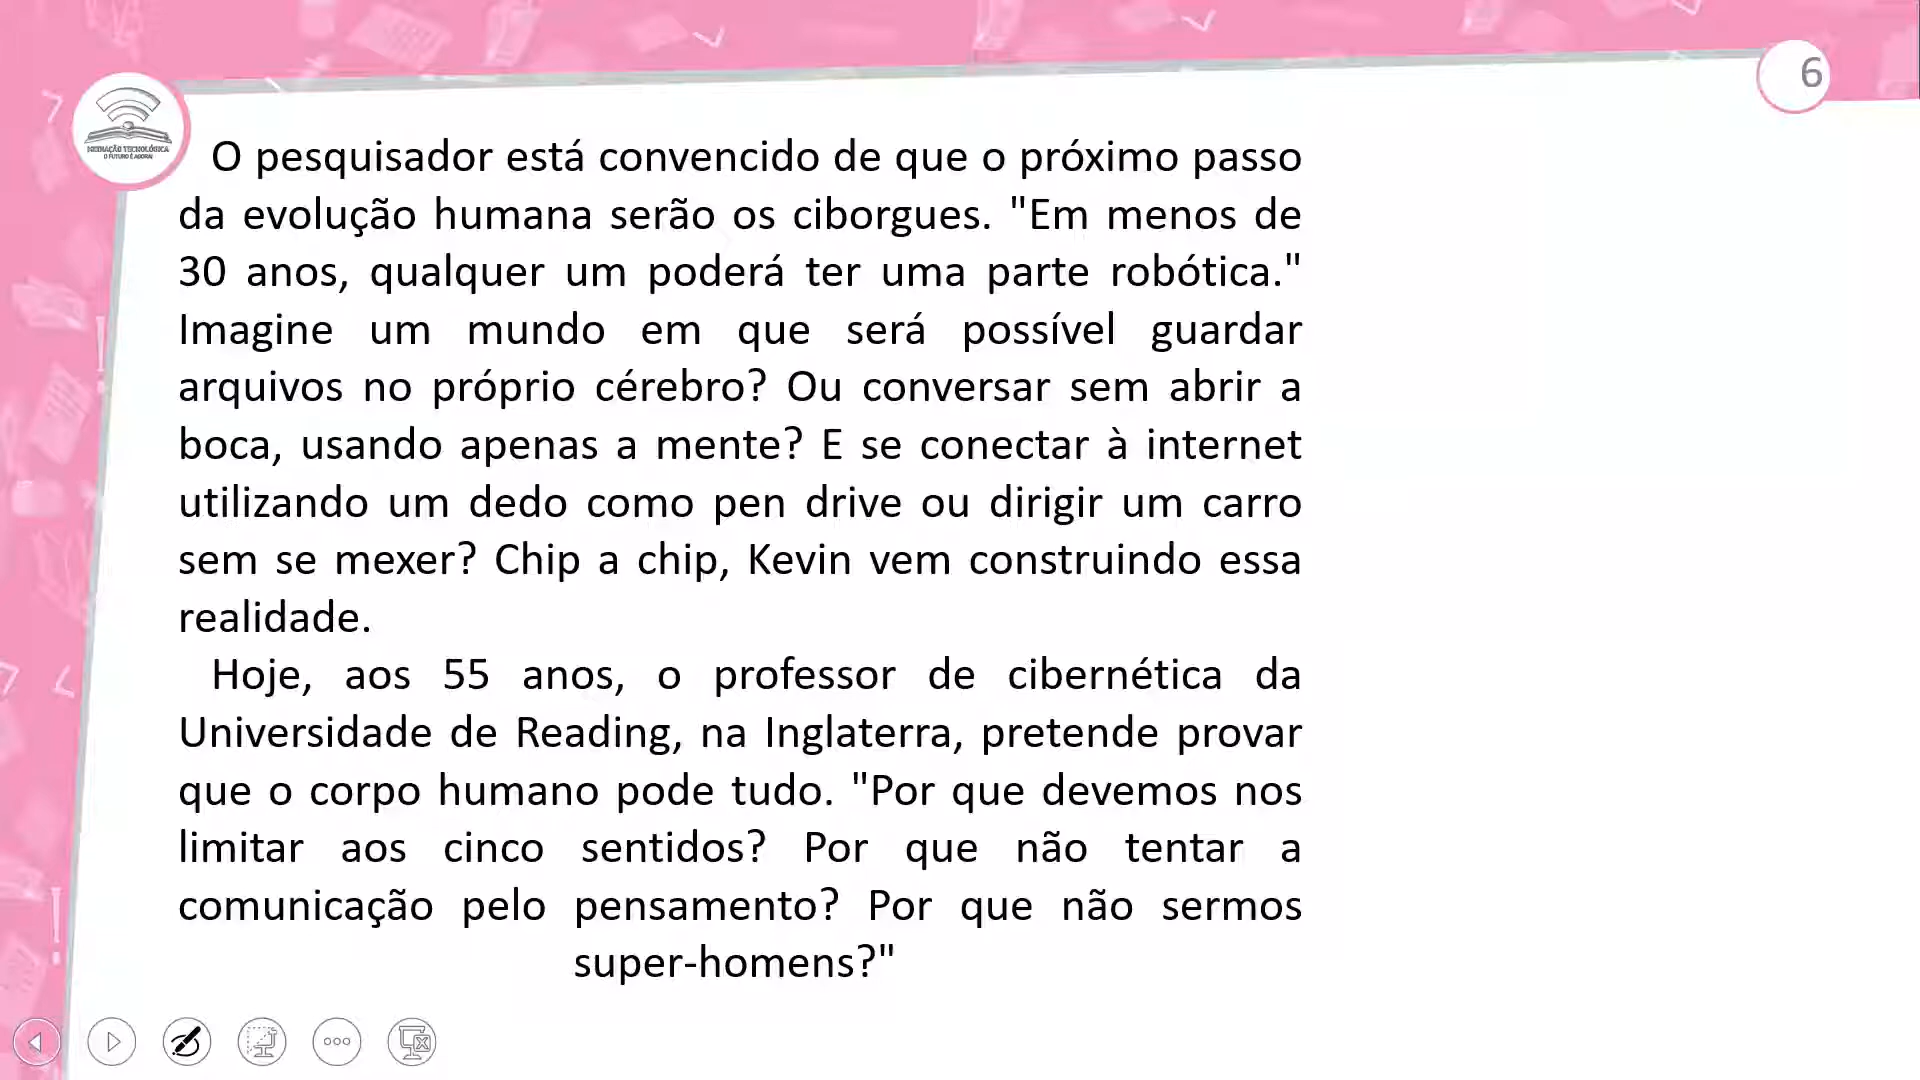 6
MEDIAÇÃO TECNOLÓGICA
O FUTURO É AGORA!
O pesquisador está convencido de que o próximo passo
da evolução humana serão os ciborgues. "Em menos de
30 anos, qualquer um poderá ter uma parte robótica."
Imagine um mundo em que será possível guardar
arquivos no próprio cérebro? Ou conversar sem abrir a
boca, usando apenas a mente? E se conectar à internet
utilizando um dedo como pen drive ou dirigir um carro
sem se mexer? Chip a chip, Kevin vem construindo essa
realidade.
Hoje, aos 55 anos, o professor de cibernética da
Universidade de Reading, na Inglaterra, pretende provar
que o corpo humano pode tudo. "Por que devemos nos
limitar aos cinco sentidos? Por que não tentar a
comunicação pelo pensamento? Por que não sermos
super-homens?"